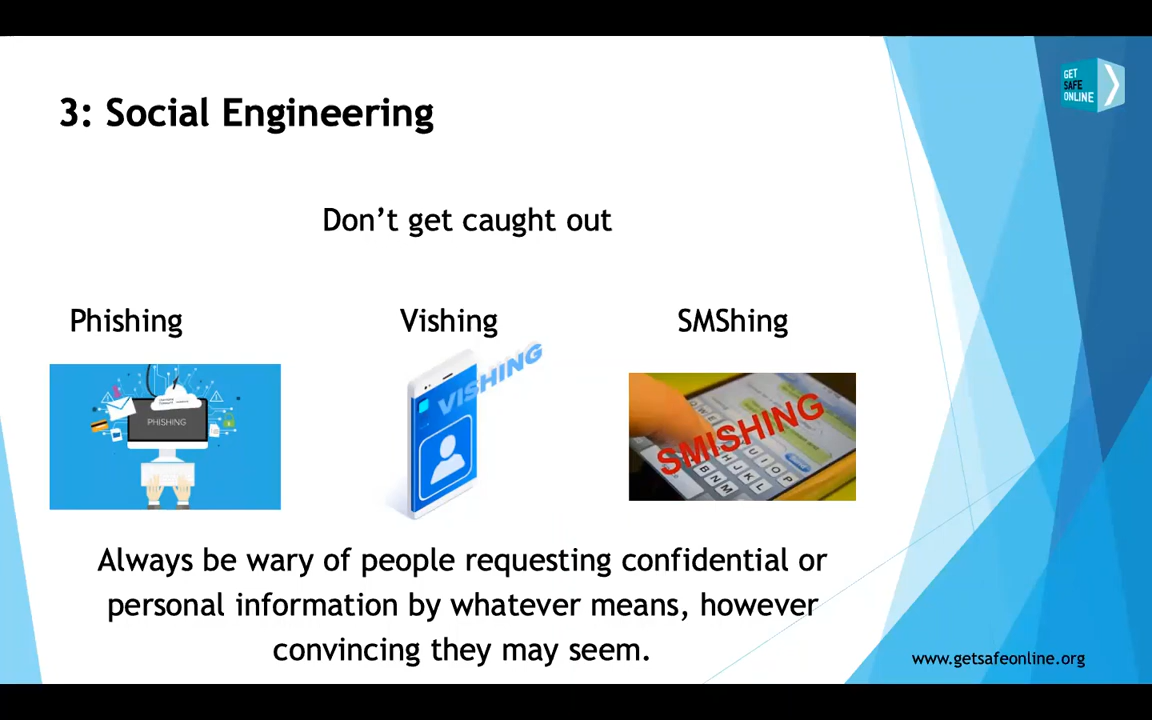 GET
SAFE
ONLINE
3: Social Engineering
Don’t get caught out
Phishing
Vishing
SMShing
PHISHING
VISHING
SMISHING
Always be wary of people requesting confidential or
personal information by whatever means, however
convincing they may seem.
www.getsafeonline.org